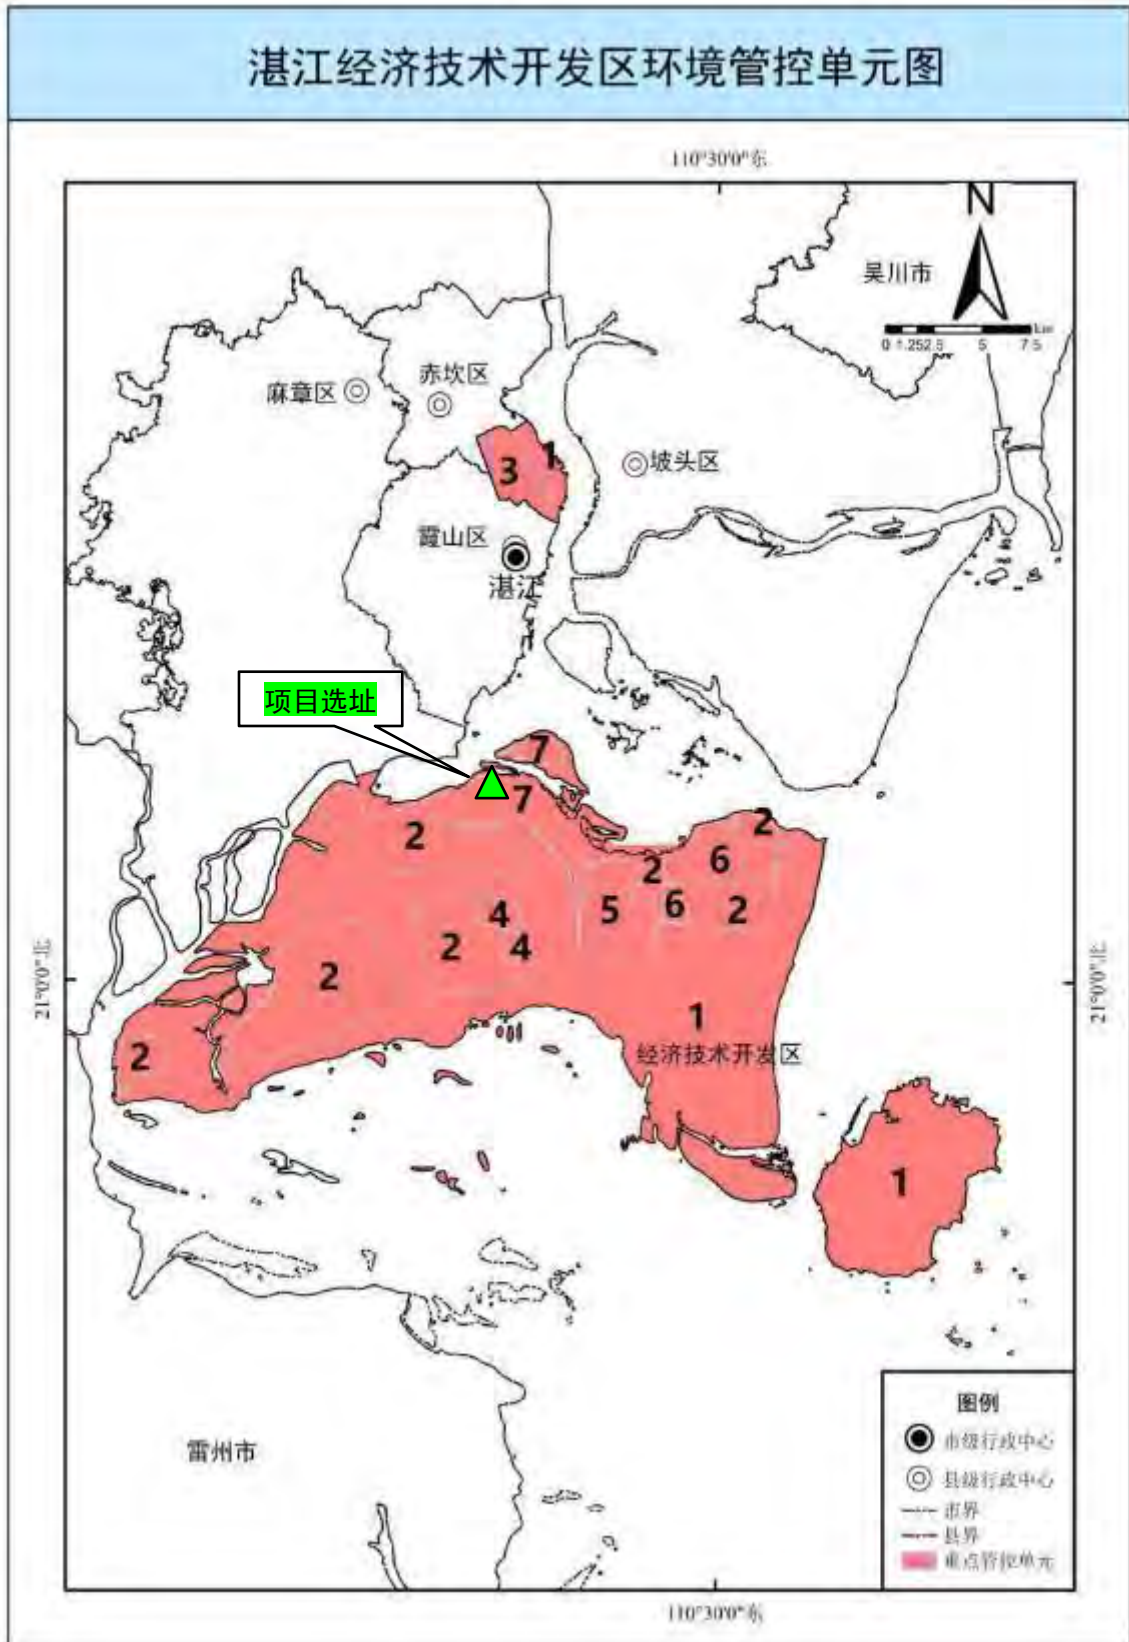 湛江经济技术开发区环境管控单元图
110°30'0"东
N
吴川市
km
0 1.252.5 5 7.5
赤坎区
麻章区
1
3
坡头区
霞山区
湛江
项目选址
7
7
2
2
6
2
5
6
2
4
2
4
2
21°0'0"北
21°0'0"北
1
经济技术开发区
2
1
雷州市
图例
市级行政中心
县级行政中心
市界
县界
重点管控单元
110°30'0"东